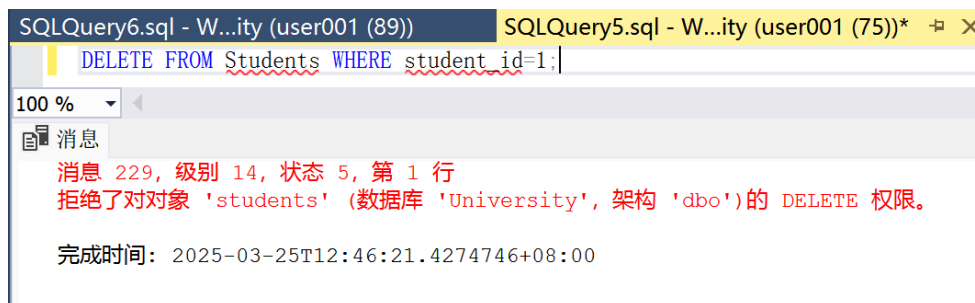 SQLQuery6.sql - W...ity (user001 (89))
SQLQuery5.sql - W...ity (user001 (75))*
DELETE FROM Students WHERE student_id=1;
100 %
消息
消息 229, 级别 14, 状态 5, 第 1 行
拒绝了对对象 'students' (数据库 'University', 架构 'dbo')的 DELETE 权限。
完成时间: 2025-03-25T12:46:21.4274746+08:00